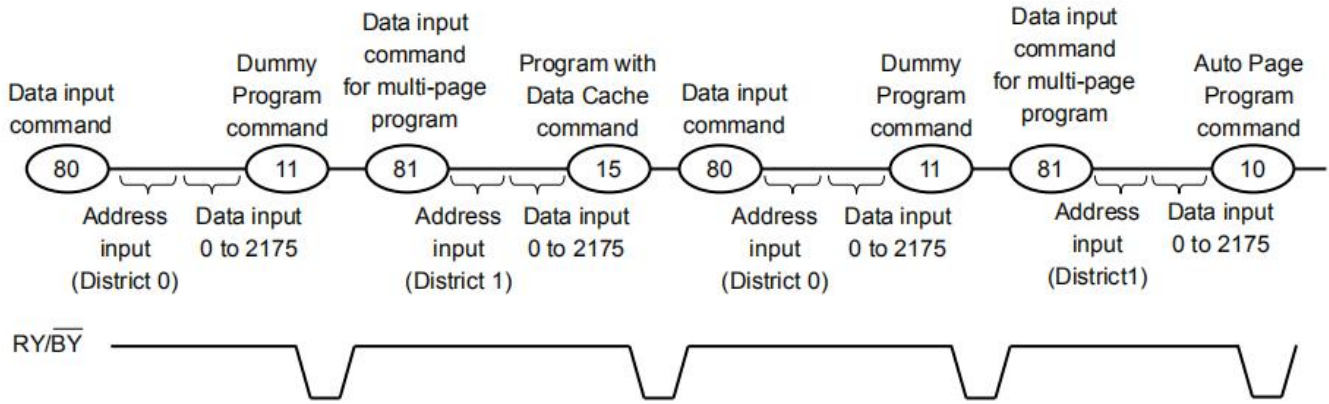 Data input
command
Dummy
Program
command
Data input
command
for multi-page
program
Program with
Data Cache
command
Data input
command
Dummy
Program
command
Data input
command
for multi-page
program
Auto Page
Program
command
80
11
81
15
80
11
81
10
Address
input
(District 0)
Data input
0 to 2175
Address
input
(District 1)
Data input
0 to 2175
Address
input
(District 0)
Data input
0 to 2175
Address
input
(District1)
Data input
0 to 2175
RY/B̅Y̅